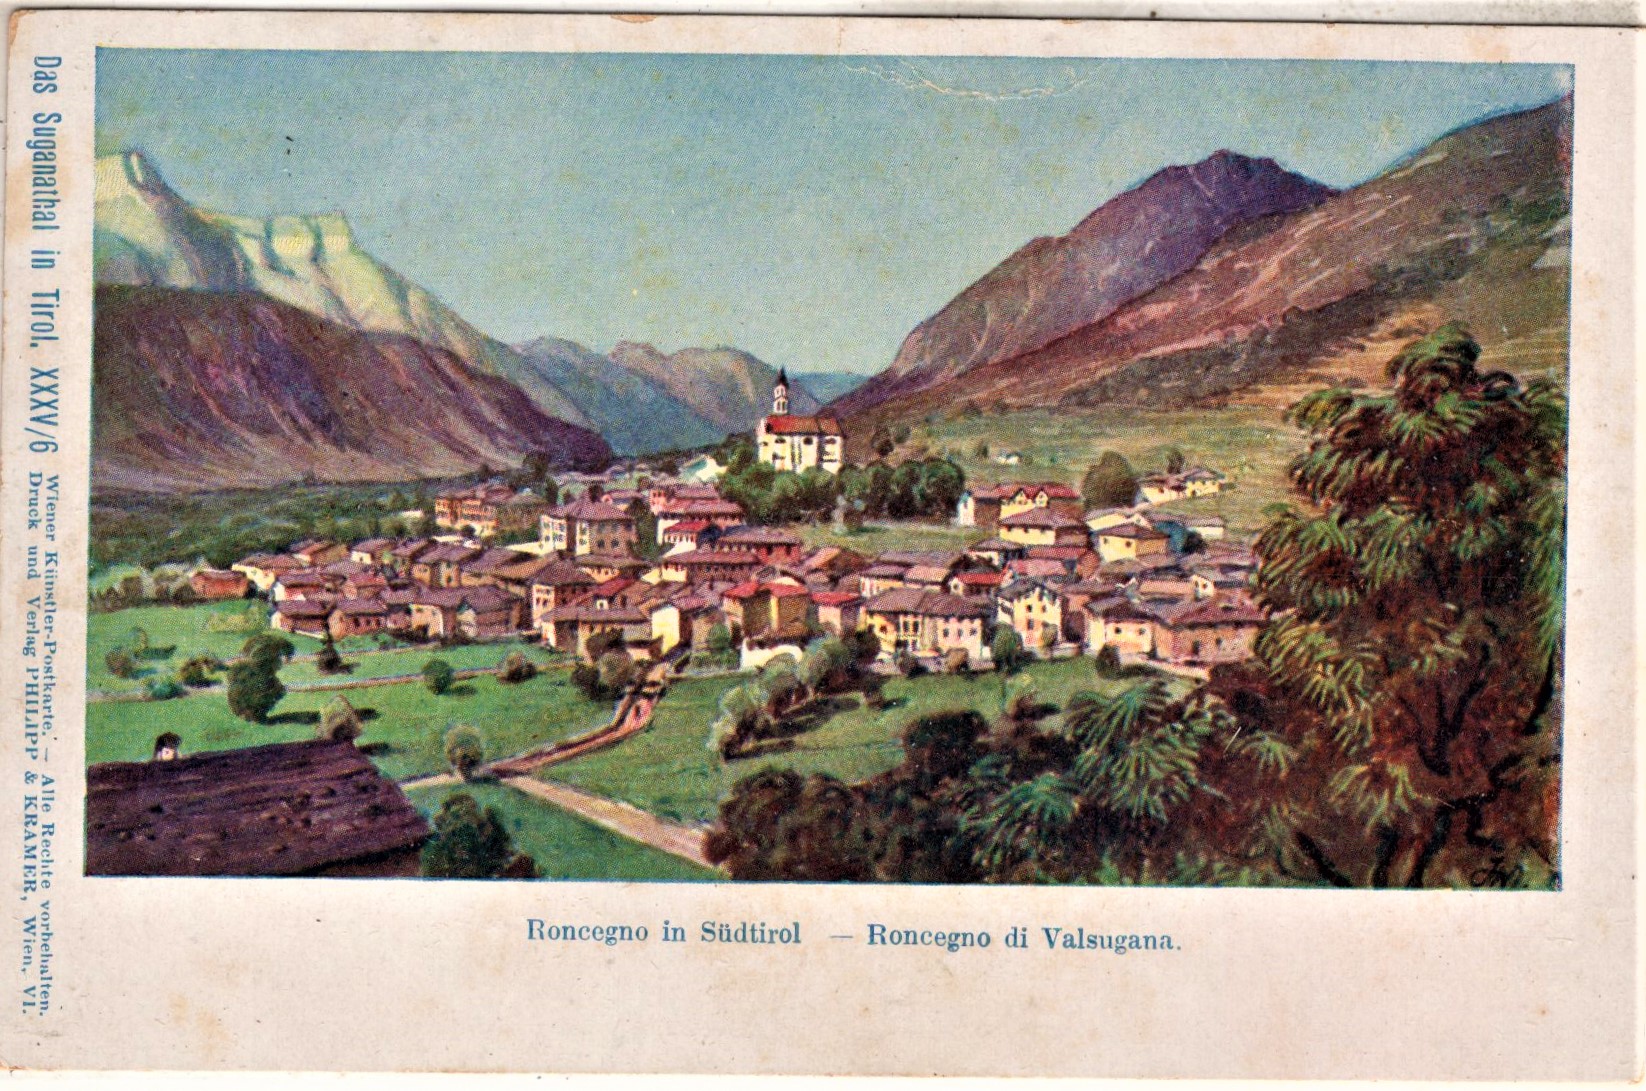 Das Suganathal in Tirol. XXXV/6
Wiener Künstler-Postkarte. — Alle Rechte vorbehalten.
Druck und Verlag PHILIPP & KRAMER, Wien, VI.
Roncegno in Südtirol — Roncegno di Valsugana.